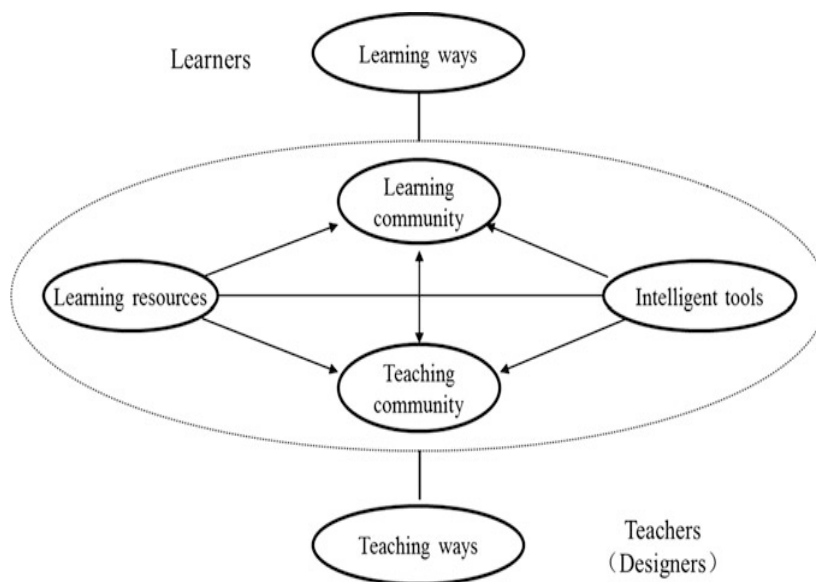 Learning ways
Learners
Learning
community
Learning resources
Intelligent tools
Teaching
community
Teaching ways
Teachers
（Designers）